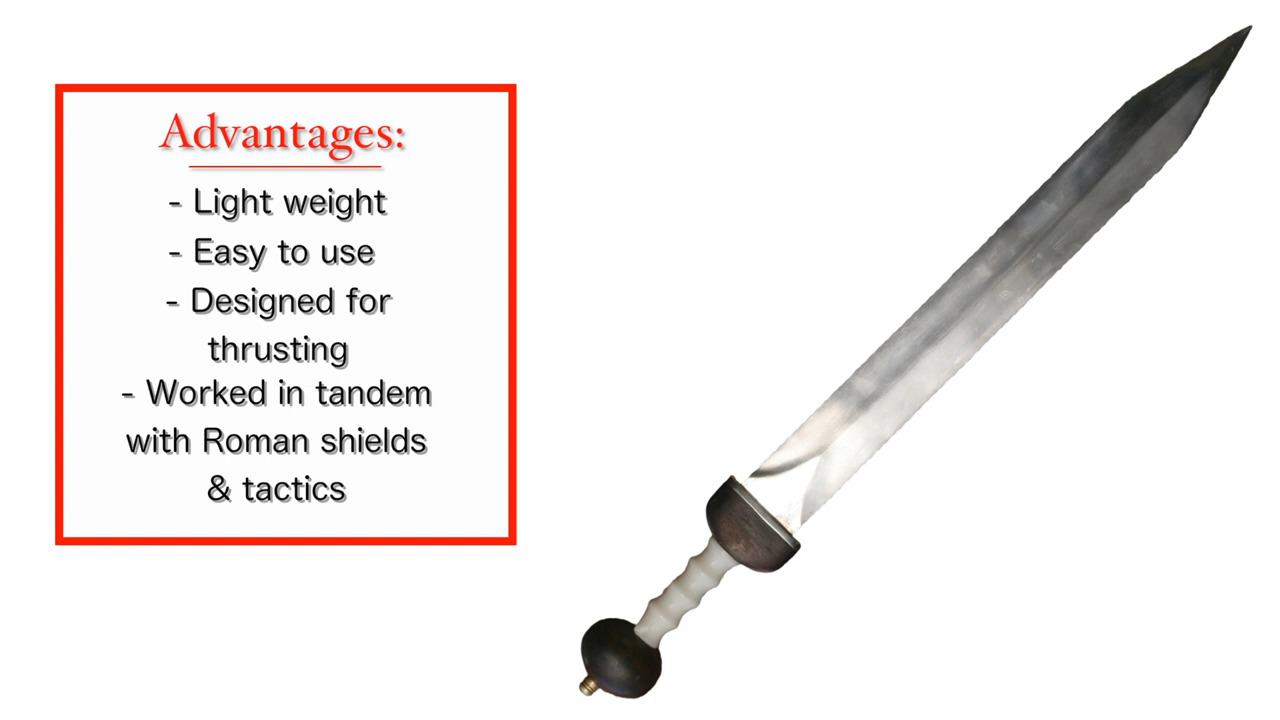 Advantages:
- Light weight
- Easy to use
- Designed for
thrusting
- Worked in tandem
with Roman shields
& tactics